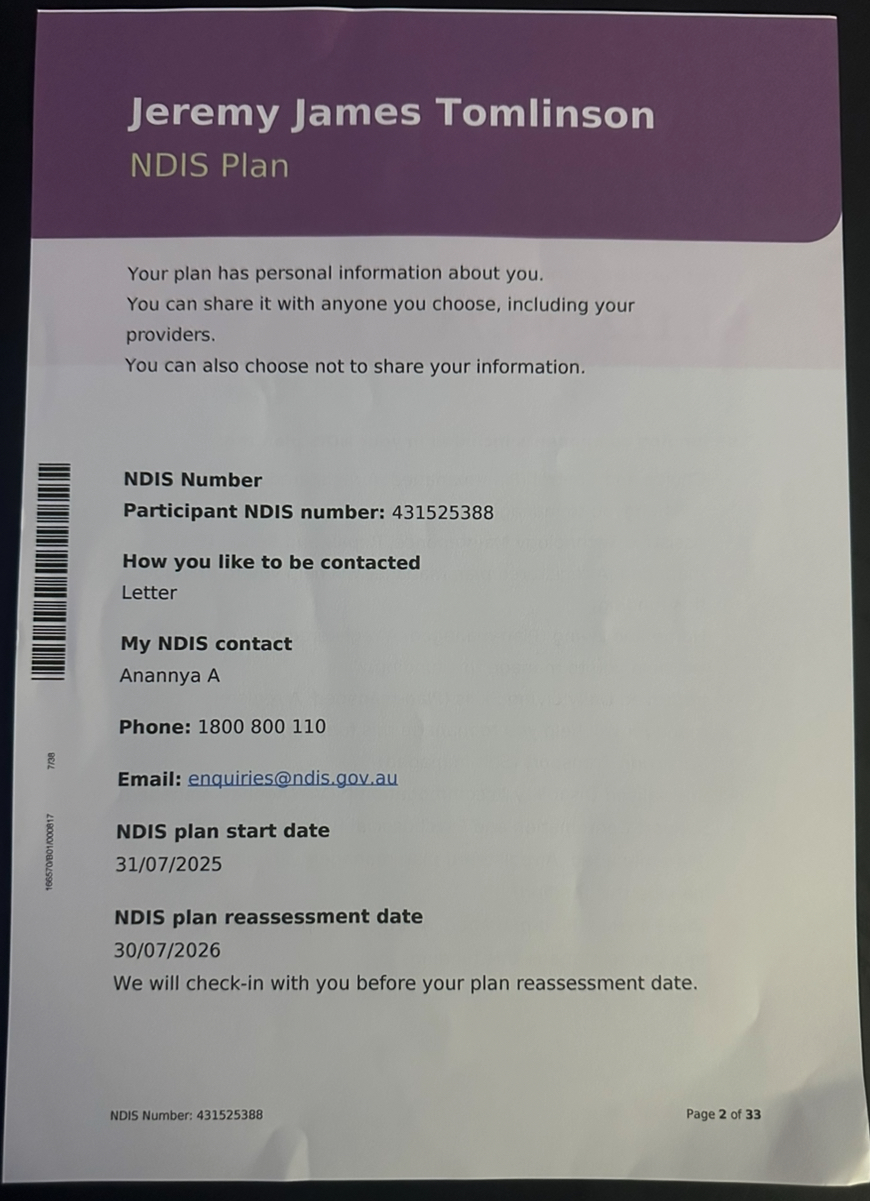 Jeremy James Tomlinson
NDIS Plan
Your plan has personal information about you.
You can share it with anyone you choose, including your
providers.
You can also choose not to share your information.
NDIS Number
Participant NDIS number: 431525388
How you like to be contacted
Letter
My NDIS contact
Anannya A
Phone: 1800 800 110
Email: enquiries@ndis.gov.au
NDIS plan start date
31/07/2025
NDIS plan reassessment date
30/07/2026
We will check-in with you before your plan reassessment date.
7/38
166570/B01/000817
NDIS Number: 431525388
Page 2 of 33